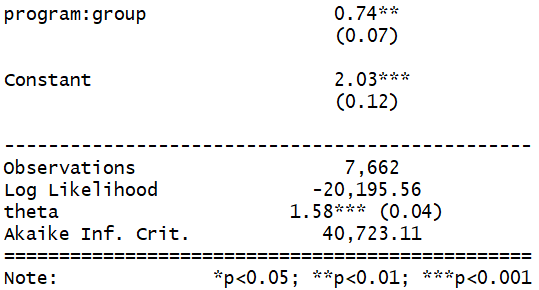 program:group 0.74**
(0.07)
Constant 2.03***
(0.12)
------------------------------------------------
Observations 7,662
Log Likelihood -20,195.56
theta 1.58*** (0.04)
Akaike Inf. Crit. 40,723.11
================================================
Note: *p<0.05; **p<0.01; ***p<0.001